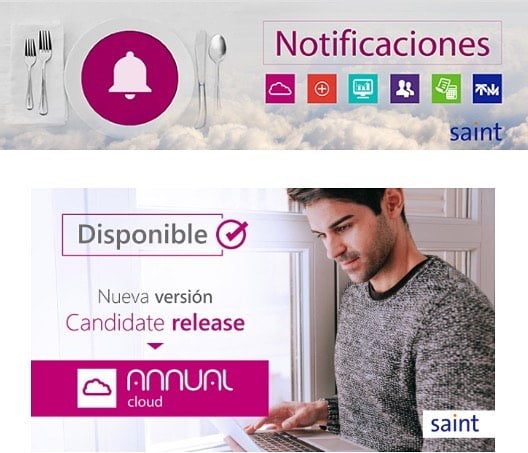 Notificaciones
saint
Disponible
Nueva versión
Candidate release
ANNUAL
cloud
saint